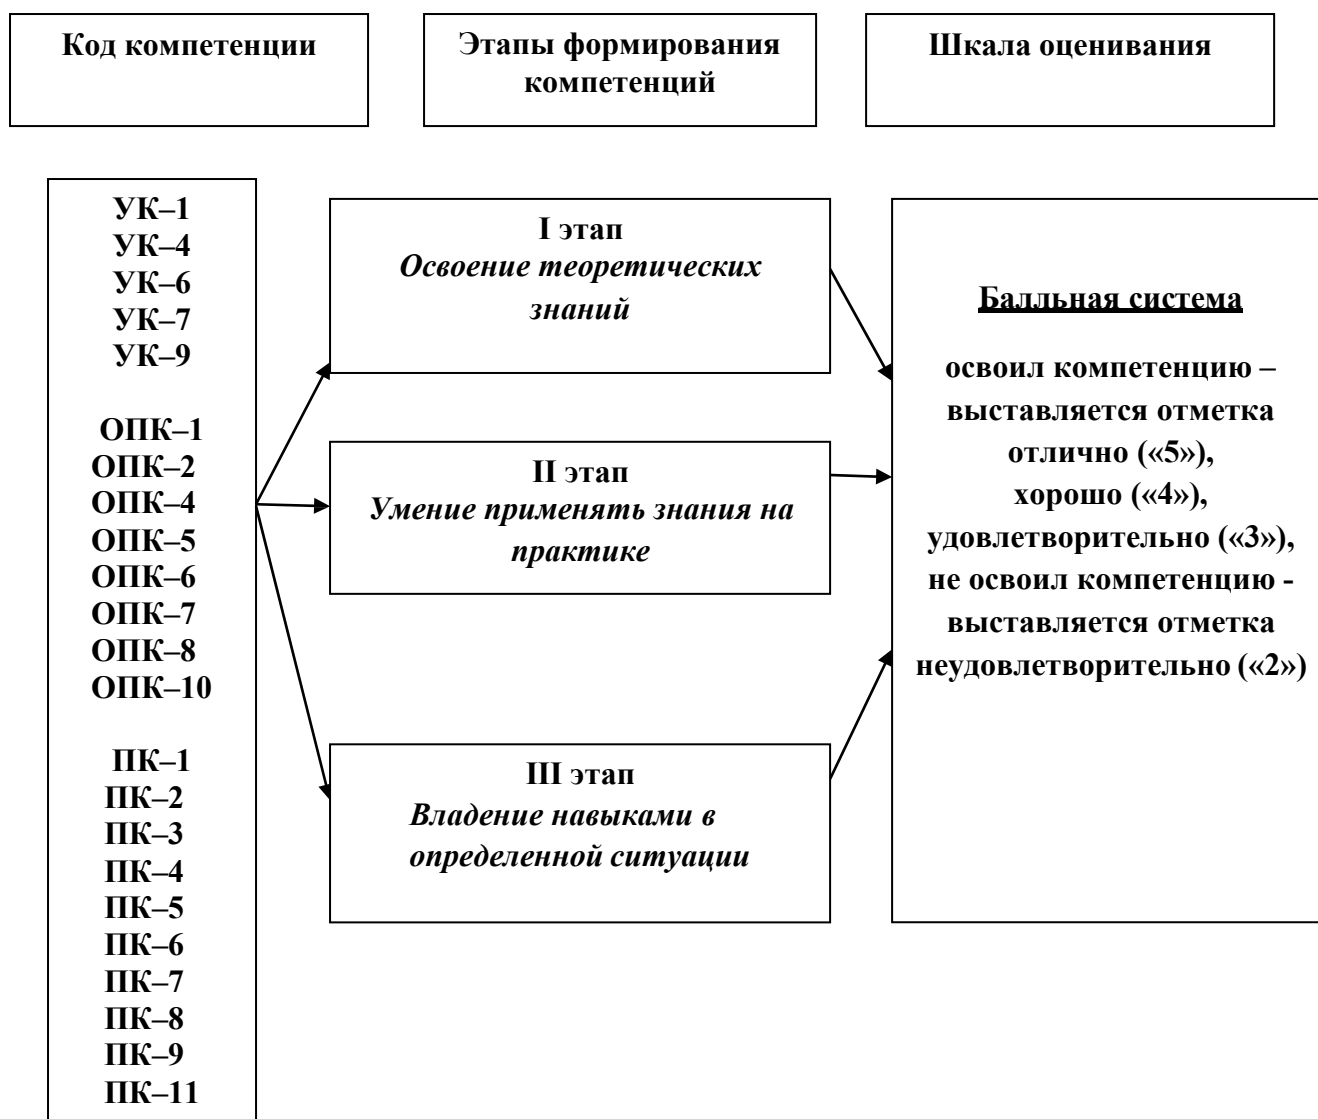 Код компетенции
Этапы формирования
компетенций
Шкала оценивания
УК–1
УК–4
УК–6
УК–7
УК–9
ОПК–1
ОПК–2
ОПК–4
ОПК–5
ОПК–6
ОПК–7
ОПК–8
ОПК–10
ПК–1
ПК–2
ПК–3
ПК–4
ПК–5
ПК–6
ПК–7
ПК–8
ПК–9
ПК–11
I этап
Освоение теоретических
знаний
II этап
Умение применять знания на
практике
III этап
Владение навыками в
определенной ситуации
Балльная система
освоил компетенцию –
выставляется отметка
отлично («5»),
хорошо («4»),
удовлетворительно («3»),
не освоил компетенцию -
выставляется отметка
неудовлетворительно («2»)